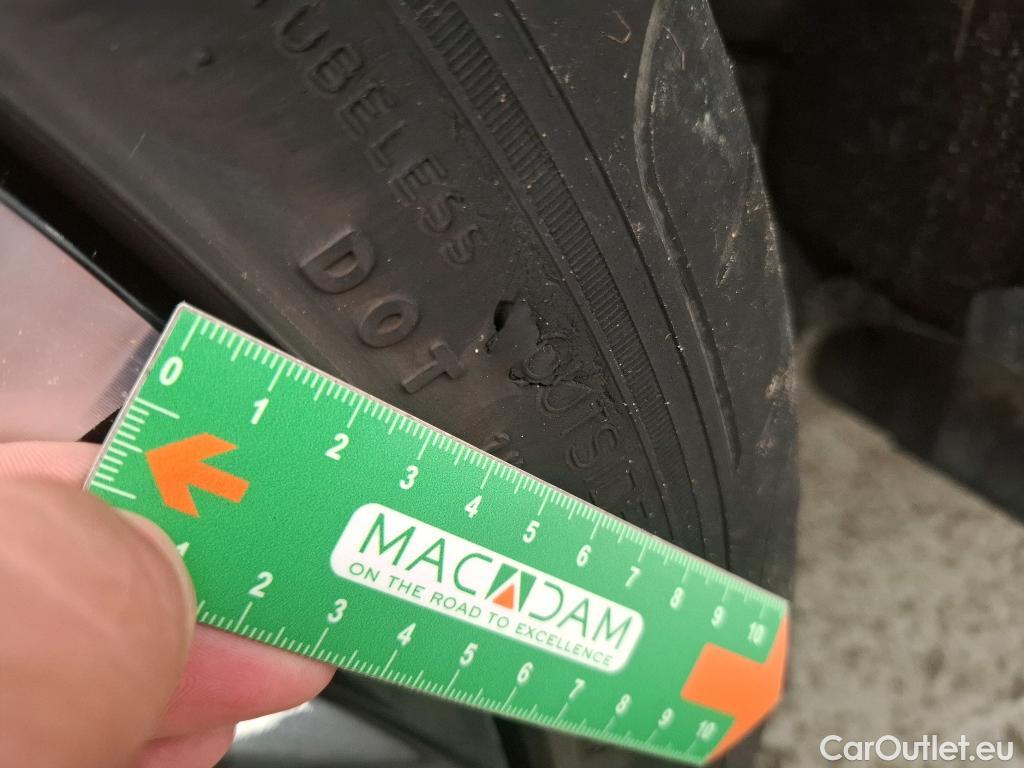 TUBELESS
DOT
OUTSIDE
0 1 2 3 4 5 6 7 8 9 10
MACADAM
ON THE ROAD TO EXCELLENCE
1 2 3 4 5 6 7 8 9 10
CarOutlet.eu